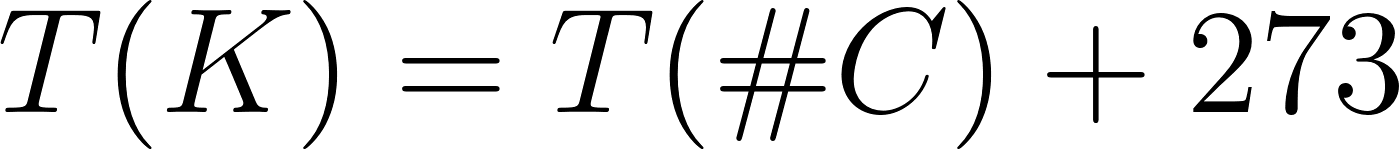 T(K) = T(#C) + 273